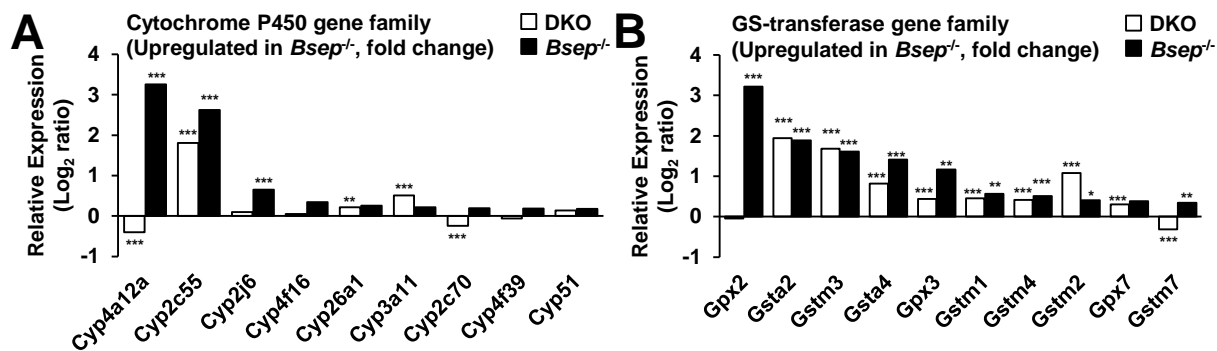 A
Cytochrome P450 gene family
(Upregulated in Bsep-/-, fold change)
DKO
Bsep-/-
Relative Expression
(Log2 ratio)
4
3
2
1
0
-1
***
***
***
***
***
**
***
***
Cyp4a12a
Cyp2c55
Cyp2j6
Cyp4f16
Cyp26a1
Cyp3a11
Cyp2c70
Cyp4f39
Cyp51
B
GS-transferase gene family
(Upregulated in Bsep-/-, fold change)
DKO
Bsep-/-
Relative Expression
(Log2 ratio)
4
3
2
1
0
-1
***
***
***
***
***
***
***
***
**
***
**
***
***
***
*
***
***
**
Gpx2
Gsta2
Gstm3
Gsta4
Gpx3
Gstm1
Gstm4
Gstm2
Gpx7
Gstm7